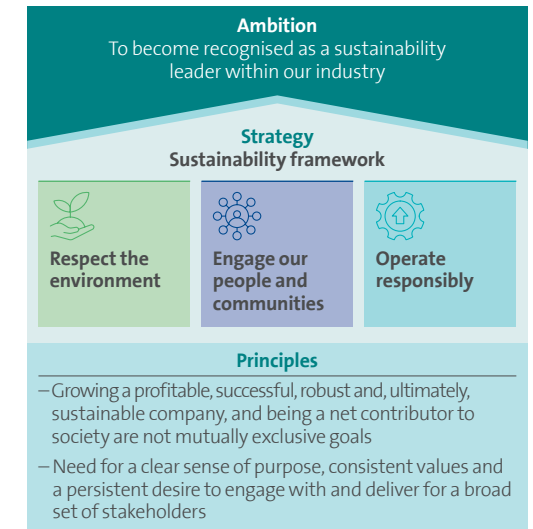 Ambition
To become recognised as a sustainability
leader within our industry
Strategy
Sustainability framework
Respect the
environment
Engage our
people and
communities
Operate
responsibly
Principles
– Growing a profitable, successful, robust and, ultimately,
sustainable company, and being a net contributor to
society are not mutually exclusive goals
– Need for a clear sense of purpose, consistent values and
a persistent desire to engage with and deliver for a broad
set of stakeholders